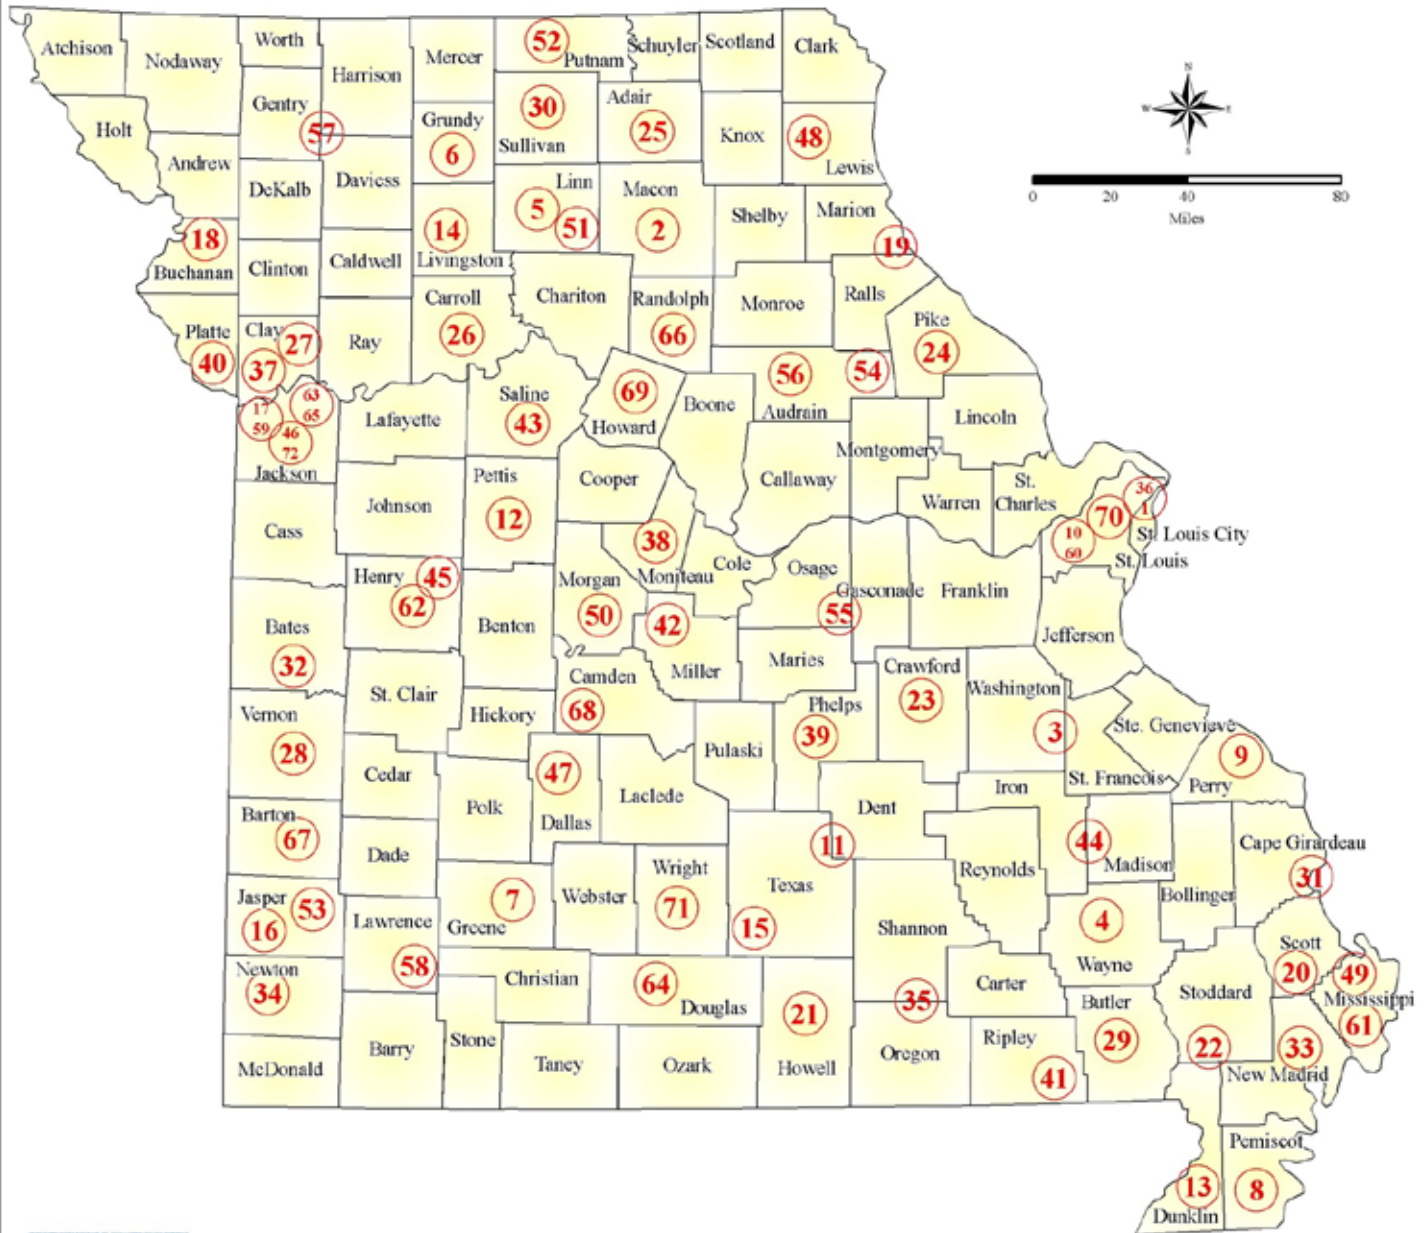 Atchison
Nodaway
Worth
Harrison
Mercer
52
Putnam
Schuyler
Scotland
Clark
N
W
E
S
Holt
Gentry
57
Grundy
6
30
Sullivan
Adair
25
Knox
48
Lewis
0
20
40
80
Miles
Andrew
DeKalb
Daviess
Linn
5
51
Macon
2
Shelby
Marion
19
18
Buchanan
Clinton
Caldwell
14
Livingston
Chariton
Randolph
66
Monroe
Ralls
Pike
24
Platte
40
Clay
27
37
Ray
Carroll
26
56
Audrain
54
17
59
63
65
46
72
Jackson
Lafayette
Saline
43
69
Howard
Boone
Callaway
Montgomery
Lincoln
Cass
Johnson
Pettis
12
Cooper
38
Moniteau
Cole
Warren
St.
Charles
36
1
70
10
60
St. Louis City
St. Louis
Henry
45
62
Morgan
50
42
Miller
Osage
55
Gasconade
Franklin
Jefferson
Bates
32
Benton
Maries
St. Clair
Camden
68
Hickory
Phelps
39
Crawford
23
Washington
3
Ste. Genevieve
9
Perry
St. Francois
Vernon
28
Cedar
Polk
47
Dallas
Laclede
Pulaski
Dent
11
Iron
44
Madison
Barton
67
Dade
Reynolds
Bollinger
Cape Girardeau
31
Jasper
16
53
Lawrence
58
7
Greene
Webster
Wright
71
Texas
15
Shannon
4
Wayne
Scott
20
49
Mississippi
61
Newton
34
Christian
64
Douglas
21
Howell
35
Carter
Butler
29
Stoddard
22
33
New Madrid
McDonald
Barry
Stone
Taney
Ozark
Oregon
Ripley
41
Pemiscot
8
13
Dunklin